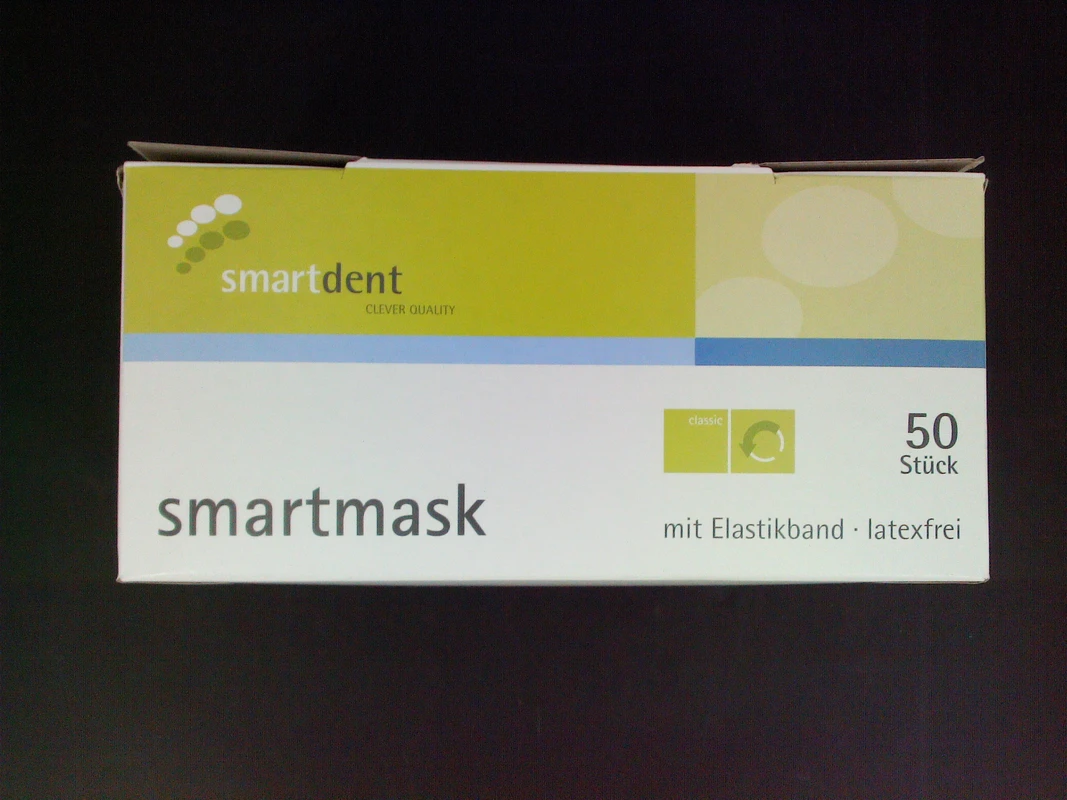 smartdent
CLEVER QUALITY
classic
50
Stück
smartmask
mit Elastikband · latexfrei